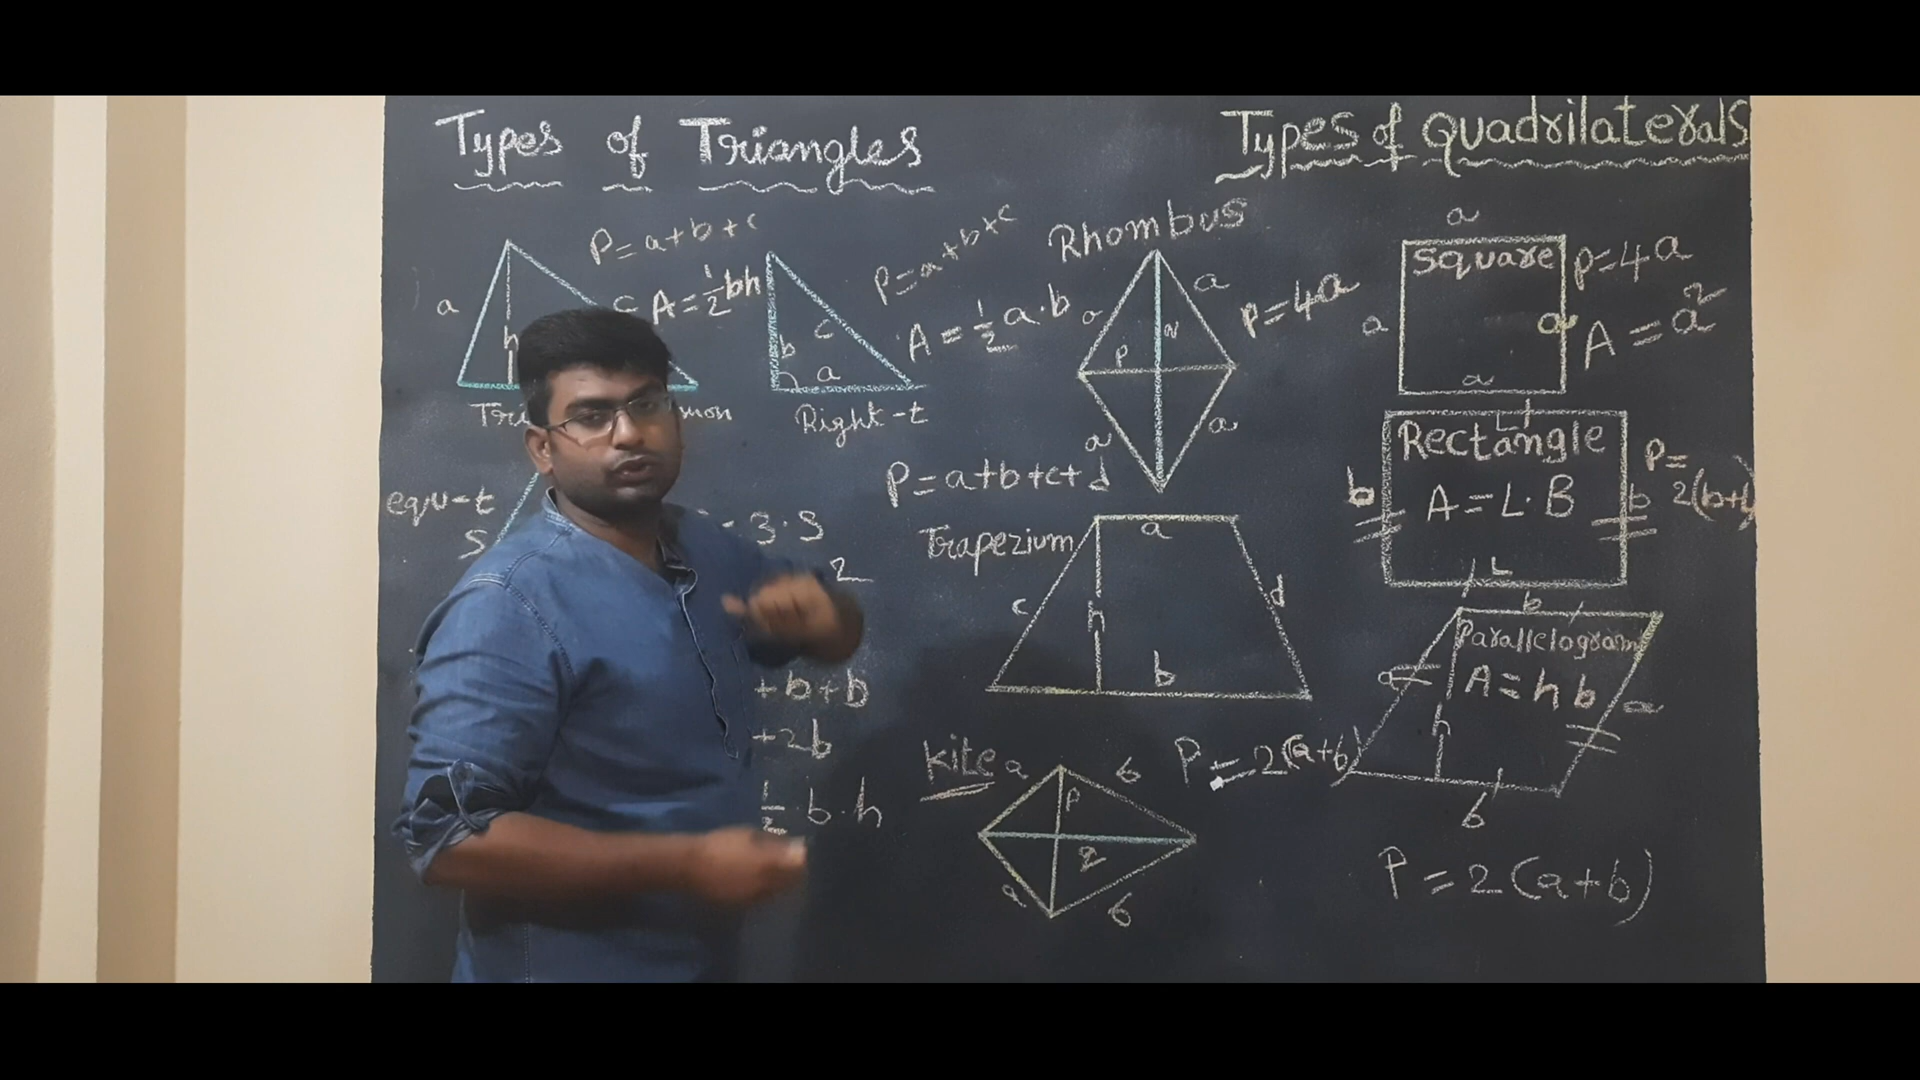 Types of Triangles
P=a+b+c
A=½bh
a
c
h
P=a+b+c
A=½a·b
b
c
a
Right-t
equ-t
S
3·S
2
+b+b
+2b
½·b·h
Types of Quadrilaterals
Rhombus
a
a
P=4a
P
a
a
P=a+b+c+d
Trapezium
a
c
d
h
b
Kite
a
b
P=2(a+b)
P
q
a
b
a
Square
P=4a
a
a
A=a²
a
L
Rectangle
P=
2(b+L)
b
A=L·B
b
L
b
Parallelogram
A=hb
a
a
h
b
P=2(a+b)